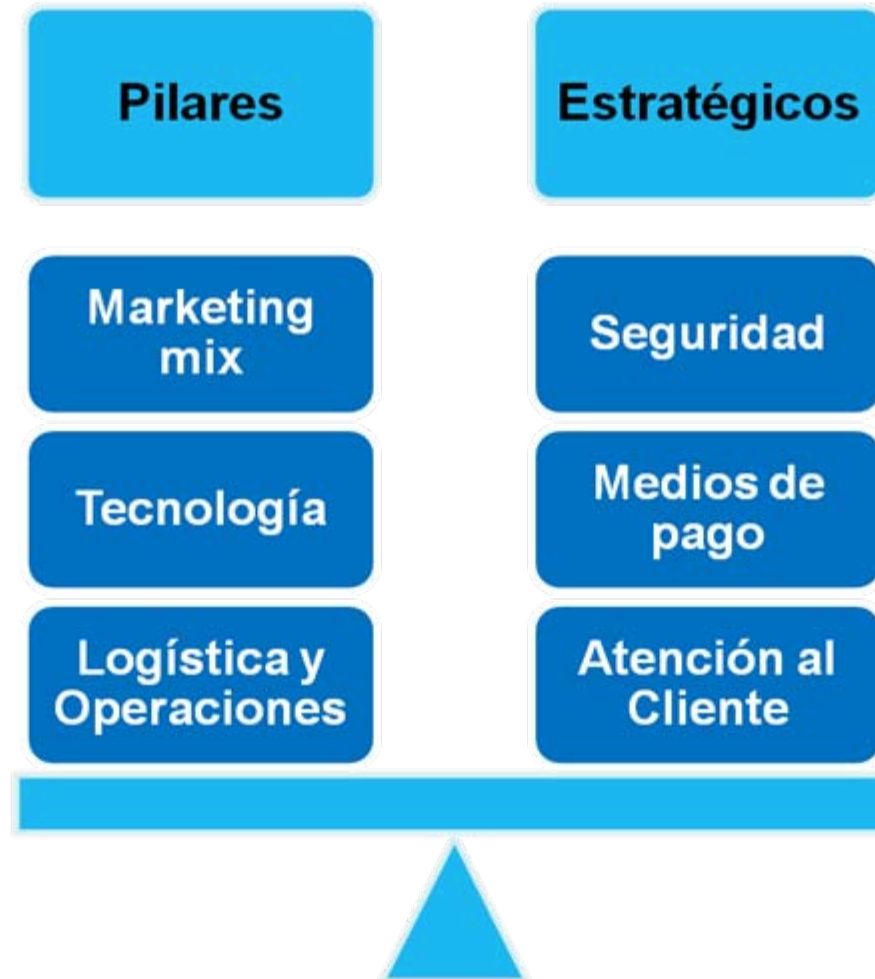 Pilares
Estratégicos
Marketing
mix
Seguridad
Tecnología
Medios de
pago
Logística y
Operaciones
Atención al
Cliente